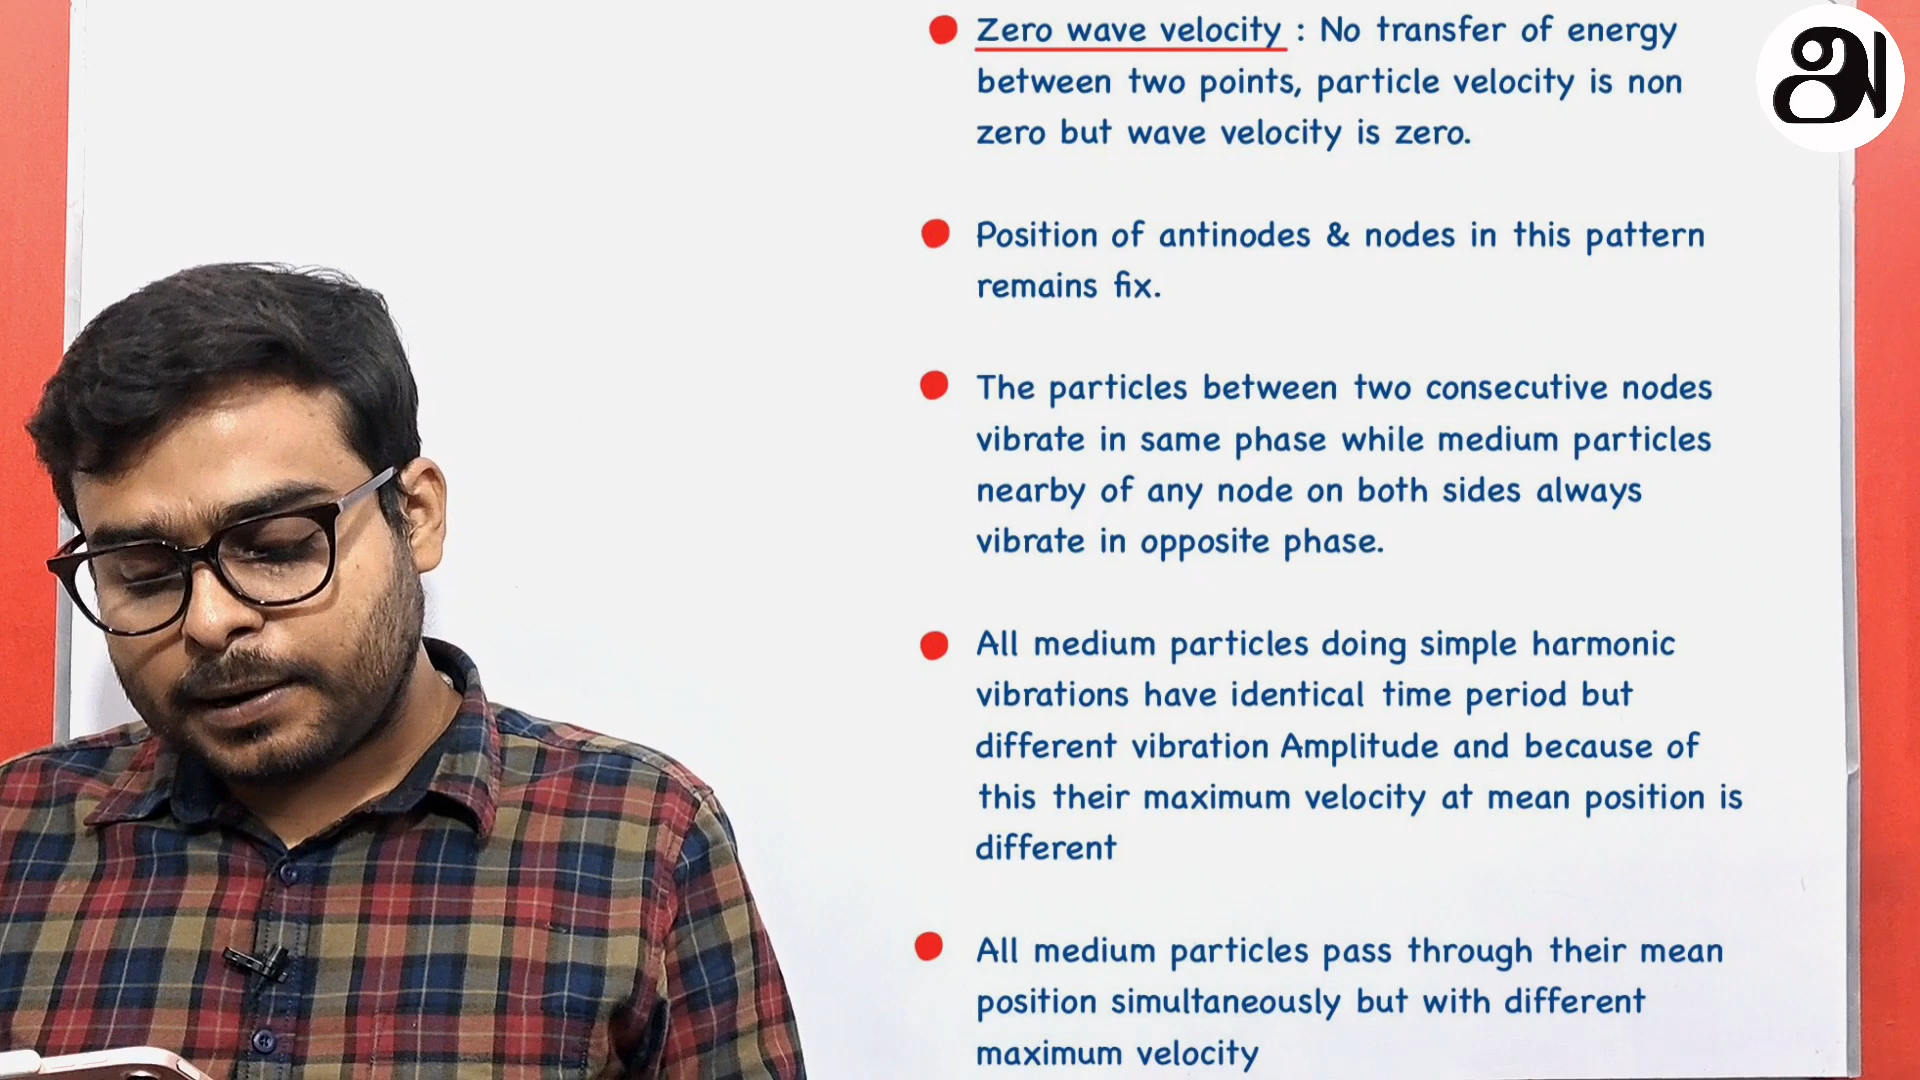 Zero wave velocity : No transfer of energy
between two points, particle velocity is non
zero but wave velocity is zero.
Position of antinodes & nodes in this pattern
remains fix.
The particles between two consecutive nodes
vibrate in same phase while medium particles
nearby of any node on both sides always
vibrate in opposite phase.
All medium particles doing simple harmonic
vibrations have identical time period but
different vibration Amplitude and because of
this their maximum velocity at mean position is
different
All medium particles pass through their mean
position simultaneously but with different
maximum velocity